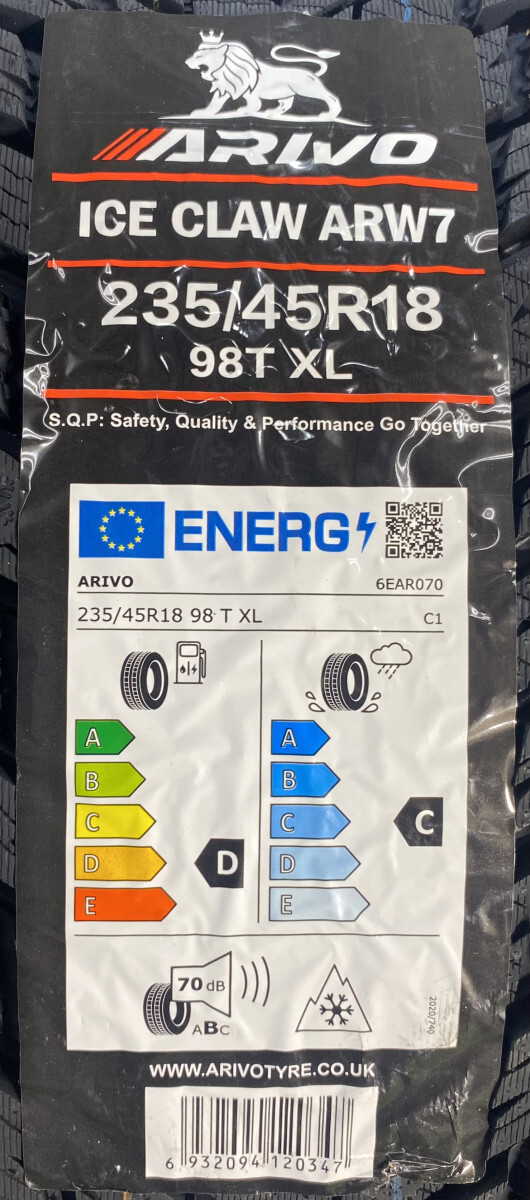 ARIVO
ICE CLAW ARW7
235/45R18
98T XL
S.Q.P: Safety, Quality & Performance Go Together
ENERG
ARIVO 6EAR070
235/45R18 98 T XL C1
A A
B B
C C C
D D D
E E
70 dB
ABC
2020/740
WWW.ARIVOTYRE.CO.UK
6 932094 120347